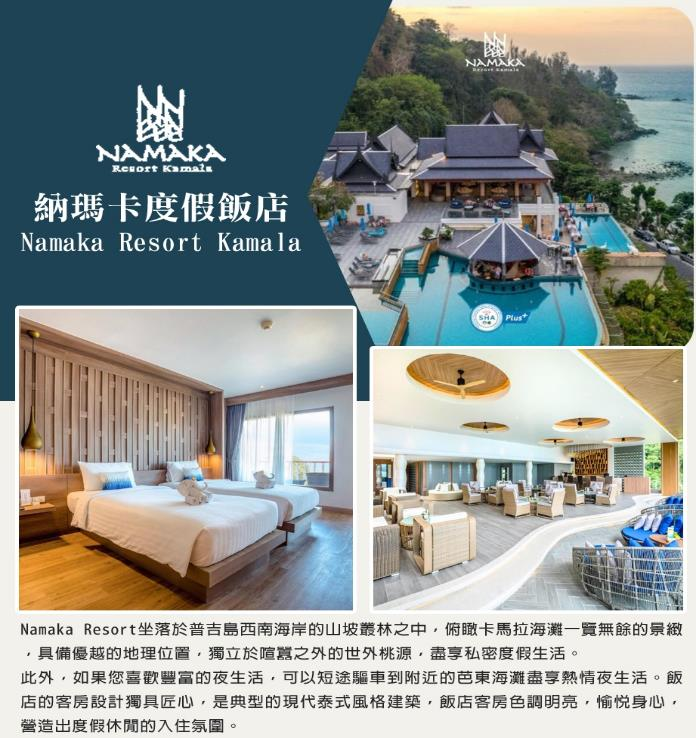 NAMAKA
Resort Kamala
NAMAKA
Resort Kamala
納瑪卡度假飯店
Namaka Resort Kamala
SHA
Plus+
Namaka Resort坐落於普吉島西南海岸的山坡叢林之中，俯瞰卡馬拉海灘一覽無餘的景緻
，具備優越的地理位置，獨立於喧囂之外的世外桃源，盡享私密度假生活。
此外，如果您喜歡豐富的夜生活，可以短途驅車到附近的芭東海灘盡享熱情夜生活。飯
店的客房設計獨具匠心，是典型的現代泰式風格建築，飯店客房色調明亮，愉悅身心，
營造出度假休閒的入住氛圍。